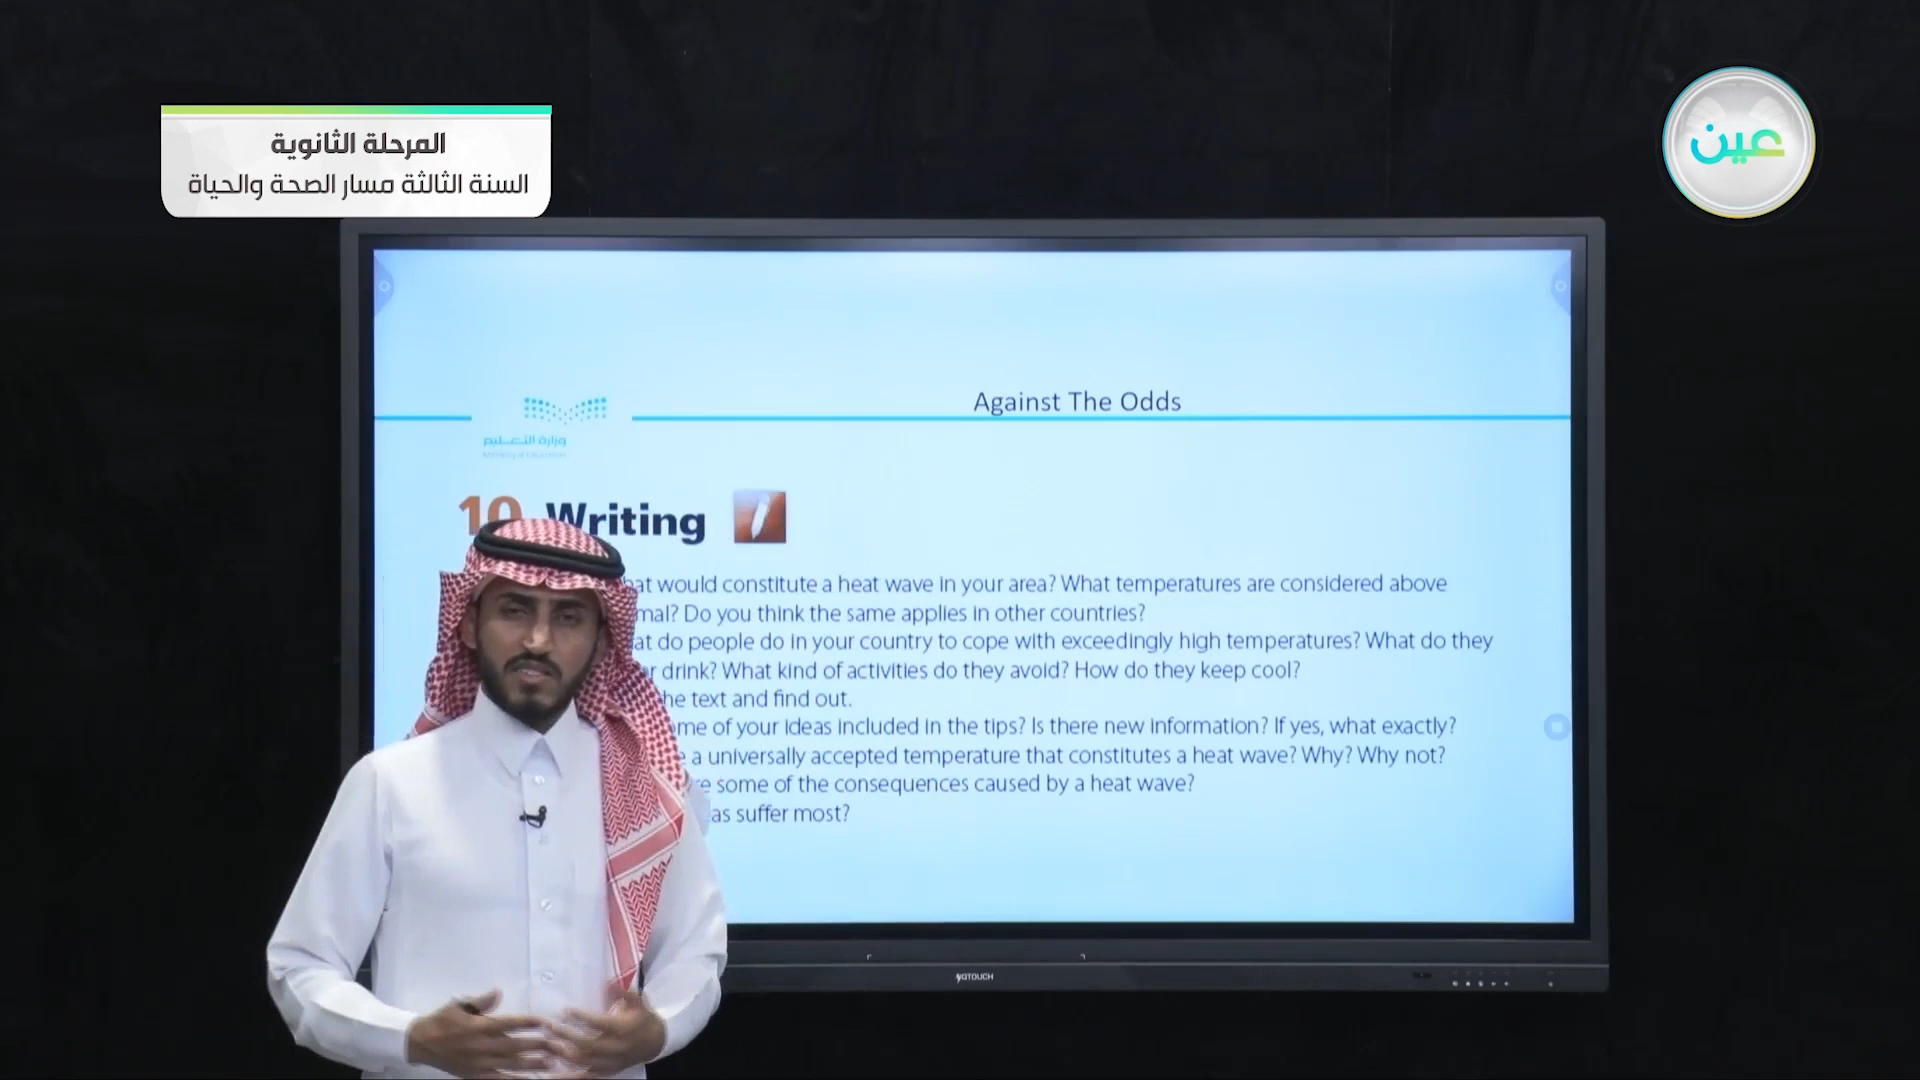 المرحلة الثانوية
السنة الثالثة مسار الصحة والحياة
عين
Against The Odds
وزارة التعليم
Ministry of Education
10 Writing
would constitute a heat wave in your area? What temperatures are considered above
Do you think the same applies in other countries?
do people do in your country to cope with exceedingly high temperatures? What do they
drink? What kind of activities do they avoid? How do they keep cool?
the text and find out.
of your ideas included in the tips? Is there new information? If yes, what exactly?
a universally accepted temperature that constitutes a heat wave? Why? Why not?
some of the consequences caused by a heat wave?
suffer most?